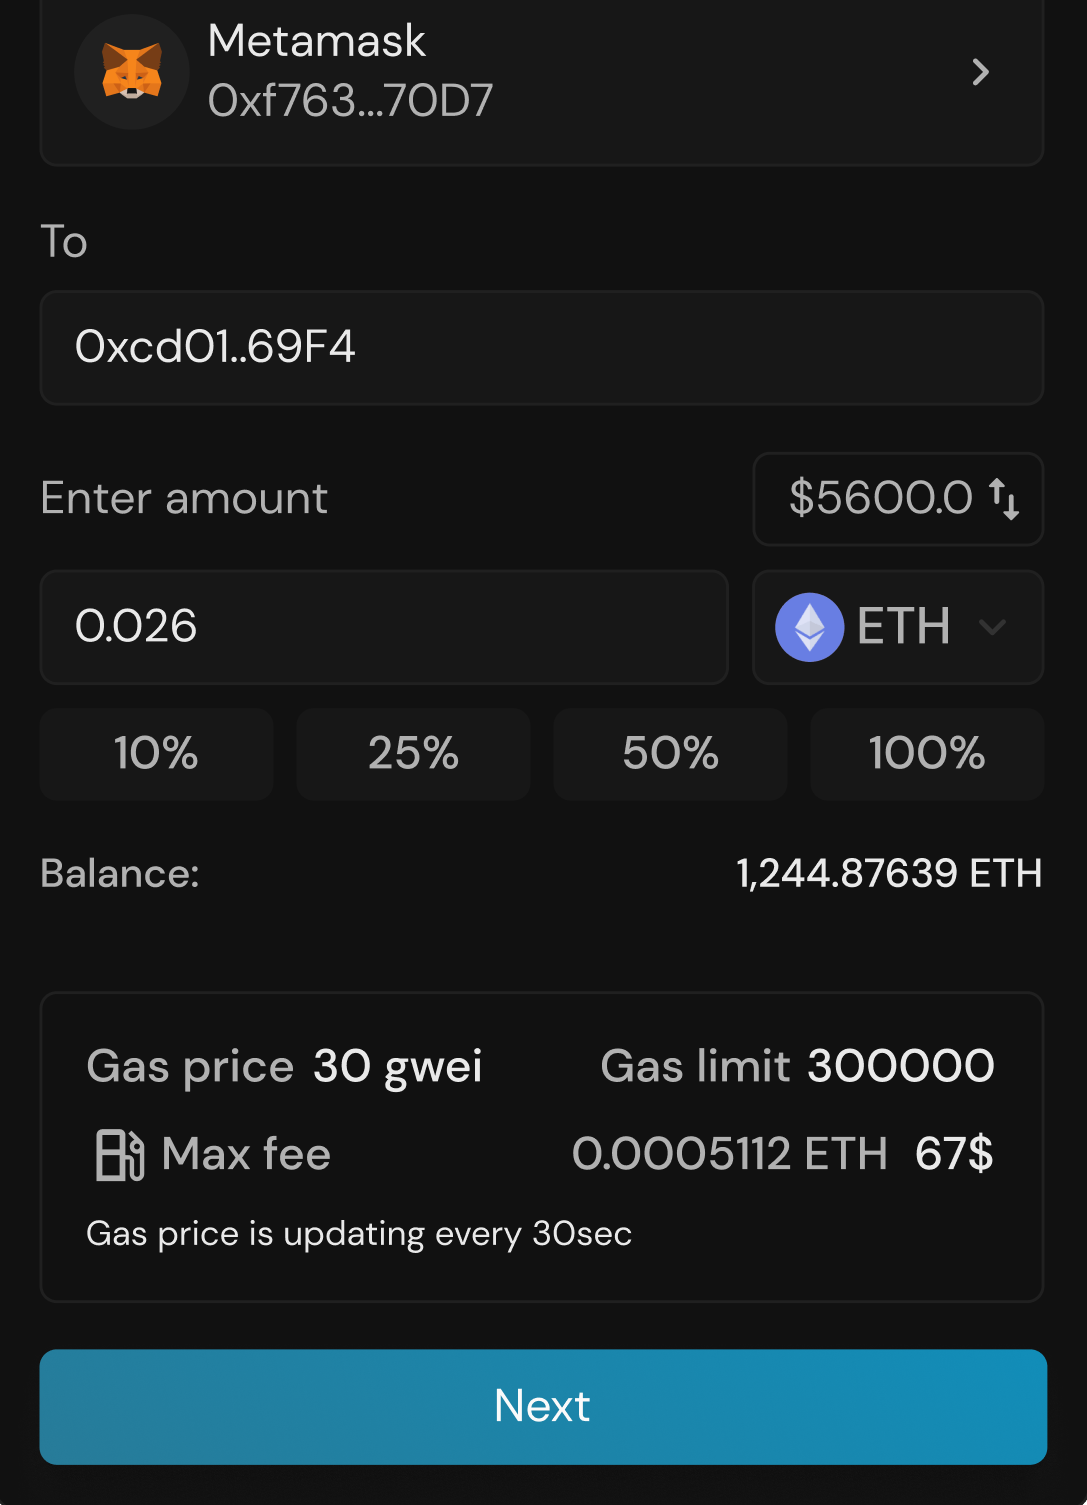 Metamask
0xf763...70D7
To
0xcd01..69F4
Enter amount
$5600.0
0.026
ETH
10% 25% 50% 100%
Balance: 1,244.87639 ETH
Gas price 30 gwei Gas limit 300000
Max fee 0.0005112 ETH 67$
Gas price is updating every 30sec
Next